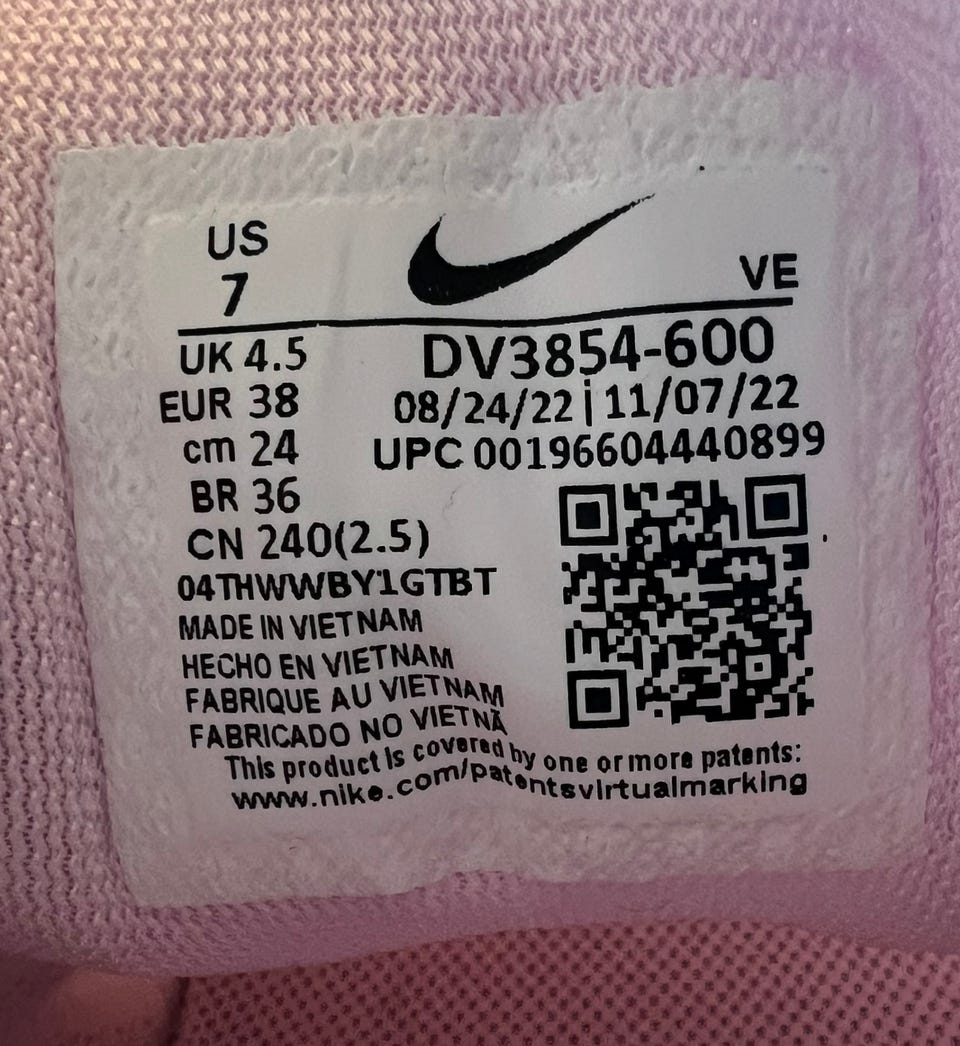 US
7
VE
UK 4.5
DV3854-600
EUR 38
08/24/22 | 11/07/22
cm 24
UPC 00196604440899
BR 36
CN 240(2.5)
04THWWBY1GTBT
MADE IN VIETNAM
HECHO EN VIETNAM
FABRIQUE AU VIETNAM
FABRICADO NO VIETNÃ
This product is covered by one or more patents:
www.nike.com/patentsvirtualmarking